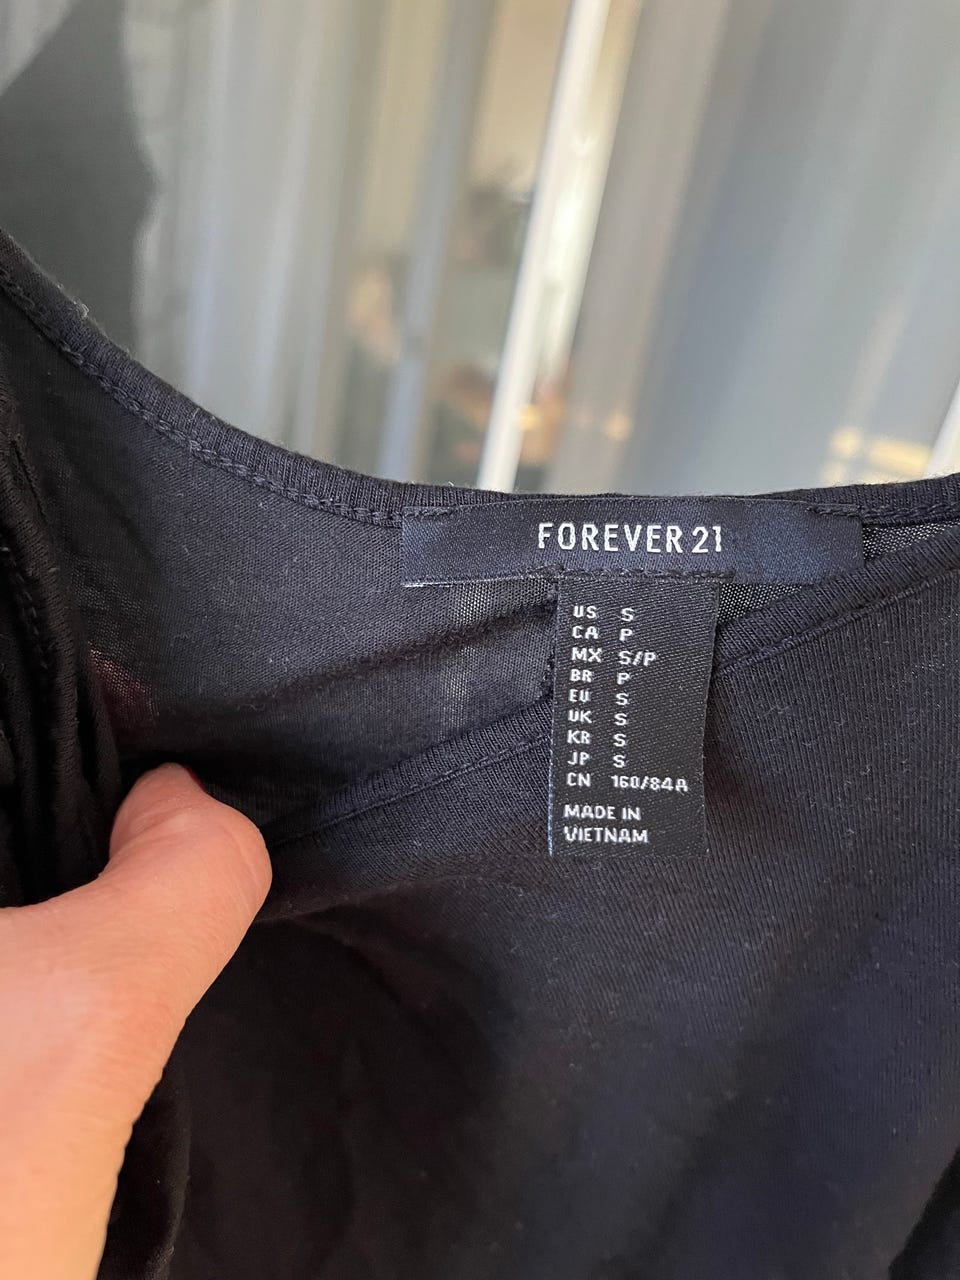 FOREVER 21
US S
CA P
MX S/P
BR P
EU S
UK S
KR S
JP S
CN 160/84A
MADE IN
VIETNAM